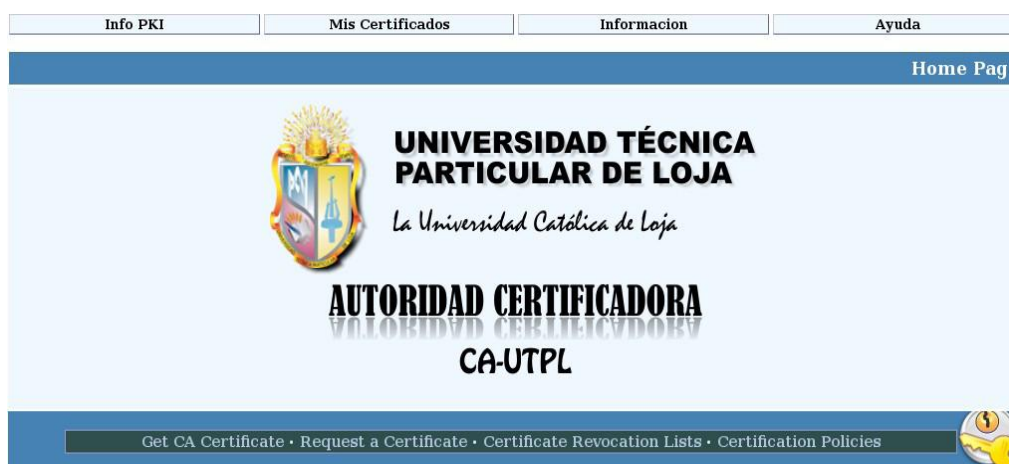 Info PKI Mis Certificados Informacion Ayuda
Home Pag
UNIVERSIDAD TÉCNICA
PARTICULAR DE LOJA
La Universidad Católica de Loja
AUTORIDAD CERTIFICADORA
CA-UTPL
Get CA Certificate · Request a Certificate · Certificate Revocation Lists · Certification Policies